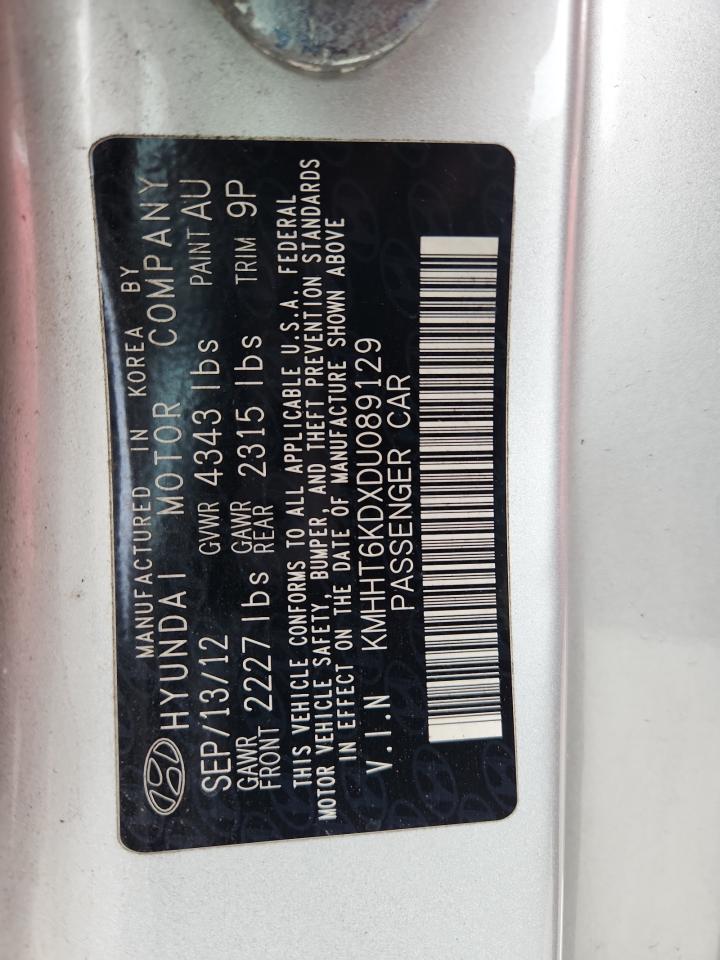 MANUFACTURED IN KOREA BY
HYUNDAI MOTOR COMPANY
SEP/13/12 GVWR 4343 lbs PAINT AU
GAWR FRONT 2227 lbs GAWR REAR 2315 lbs TRIM 9P
THIS VEHICLE CONFORMS TO ALL APPLICABLE U.S.A. FEDERAL
MOTOR VEHICLE SAFETY, BUMPER, AND THEFT PREVENTION STANDARDS
IN EFFECT ON THE DATE OF MANUFACTURE SHOWN ABOVE
V.I.N KMHHT6KDXDU089129
PASSENGER CAR